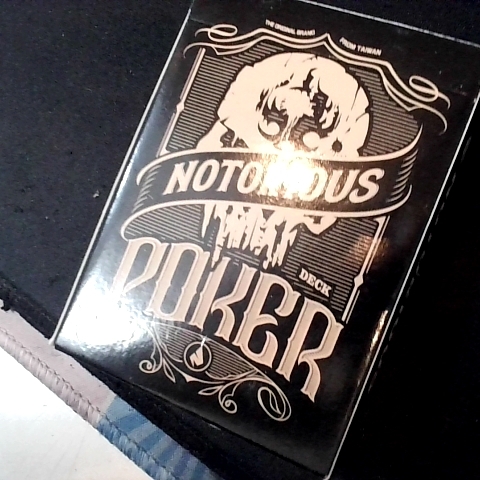 THE ORIGINAL BRAND FROM TAIWAN
NOTORIOUS
POKER
DECK